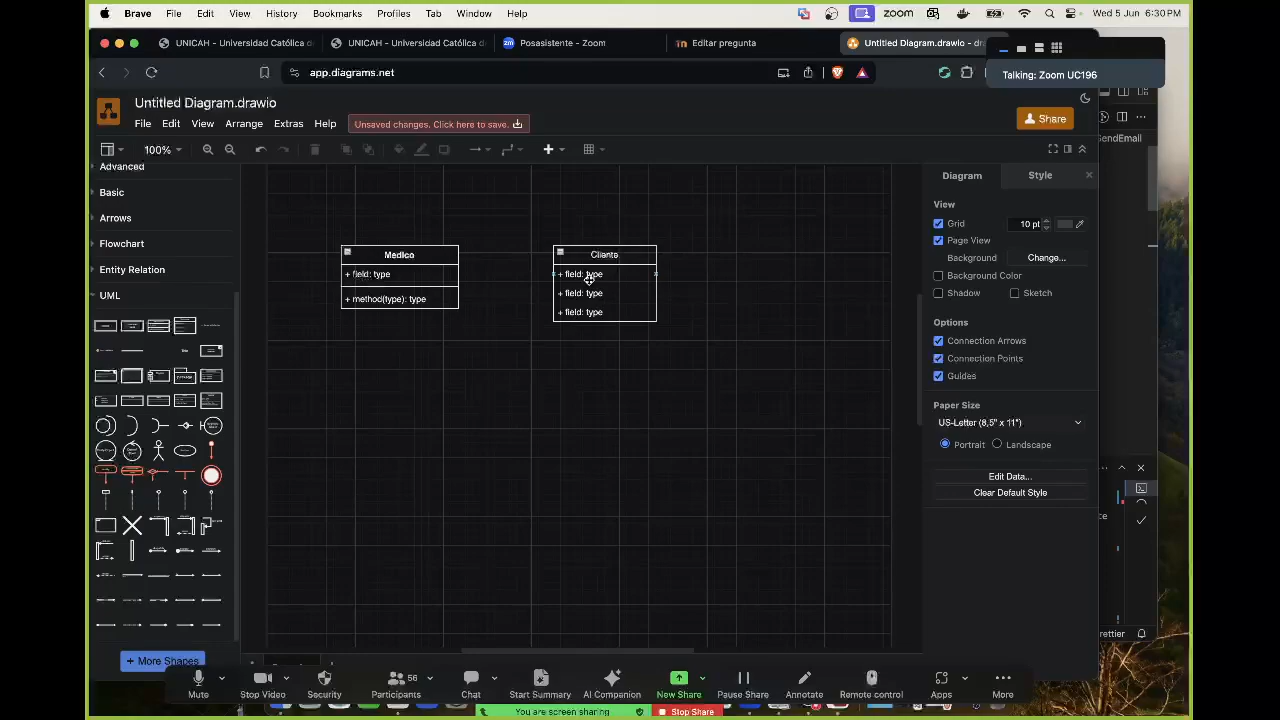 Brave File Edit View History Bookmarks Profiles Tab Window Help
zoom
Wed 5 Jun 6:30 PM
UNICAH - Universidad Católica d
UNICAH - Universidad Católica d
Posasistente - Zoom
Editar pregunta
Untitled Diagram.drawio - dr
Talking: Zoom UC196
app.diagrams.net
Untitled Diagram.drawio
File Edit View Arrange Extras Help
Unsaved changes. Click here to save.
Share
SendEmail
100%
Advanced
Basic
Arrows
Flowchart
Entity Relation
UML
+ More Shapes
Medico
+ field: type
+ method(type): type
Cliente
+ field: type
+ field: type
+ field: type
Diagram
Style
View
Grid
10 pt
Page View
Background
Change...
Background Color
Shadow
Sketch
Options
Connection Arrows
Connection Points
Guides
Paper Size
US-Letter (8,5" x 11")
Portrait
Landscape
Edit Data...
Clear Default Style
rettier
Mute
Stop Video
Security
56
Participants
Chat
Start Summary
AI Companion
New Share
Pause Share
Annotate
Remote control
Apps
More
You are screen sharing
Stop Share